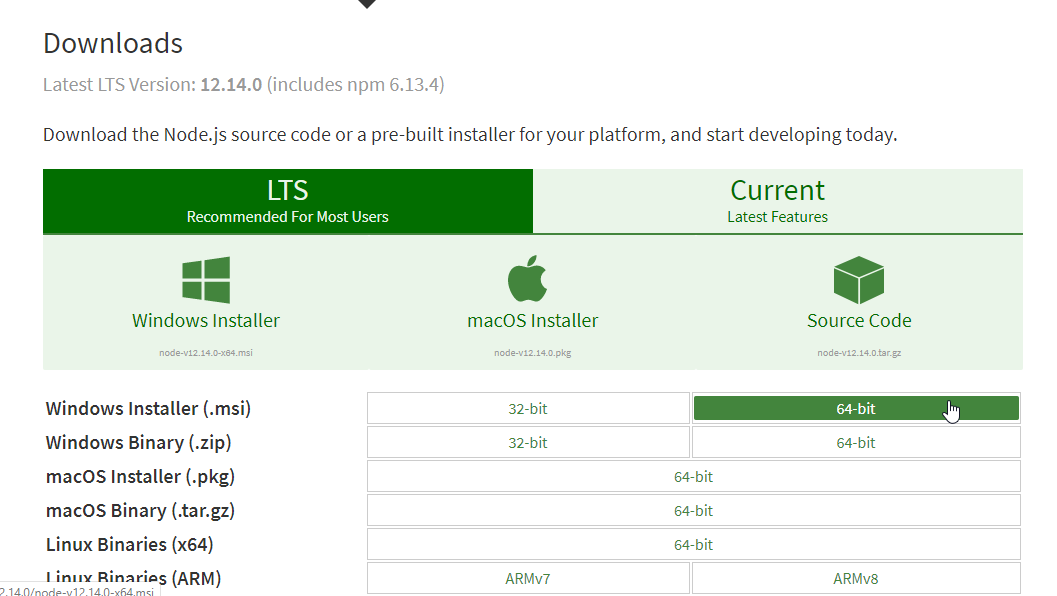 Downloads
Latest LTS Version: 12.14.0 (includes npm 6.13.4)
Download the Node.js source code or a pre-built installer for your platform, and start developing today.
LTS
Recommended For Most Users
Current
Latest Features
Windows Installer
node-v12.14.0-x64.msi
macOS Installer
node-v12.14.0.pkg
Source Code
node-v12.14.0.tar.gz
Windows Installer (.msi) 32-bit 64-bit
Windows Binary (.zip) 32-bit 64-bit
macOS Installer (.pkg) 64-bit
macOS Binary (.tar.gz) 64-bit
Linux Binaries (x64) 64-bit
Linux Binaries (ARM) ARMv7 ARMv8
2.14.0/node-v12.14.0-x64.msi